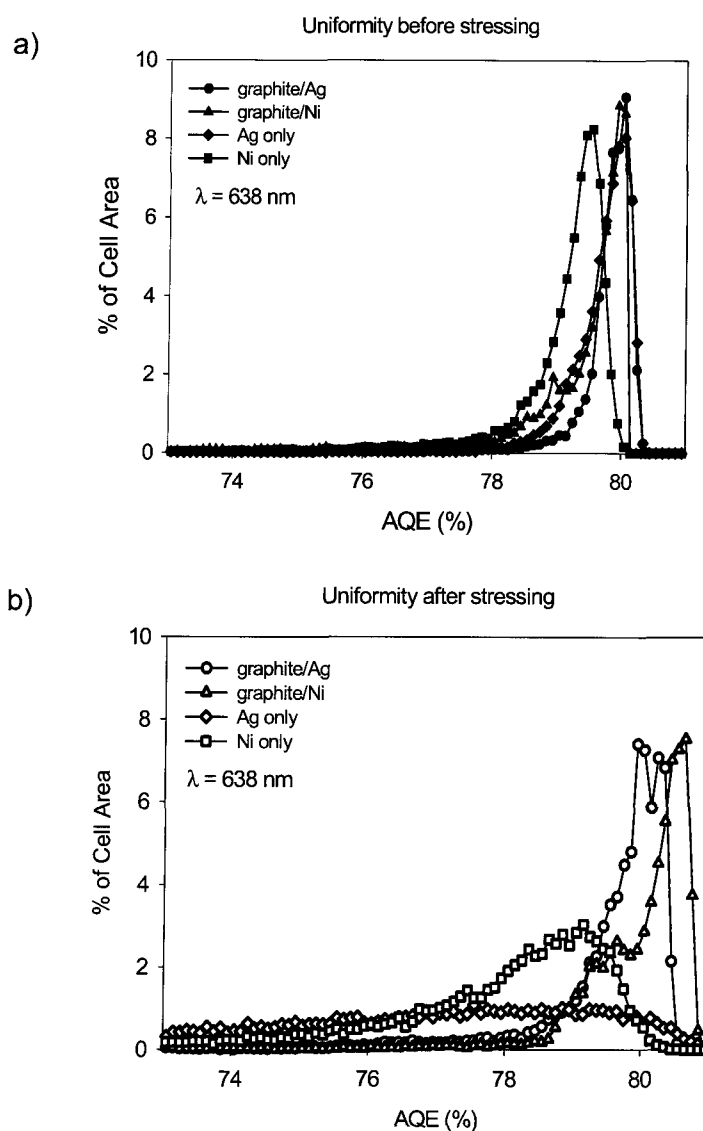 a)
Uniformity before stressing
10
8
6
4
2
0
% of Cell Area
graphite/Ag
graphite/Ni
Ag only
Ni only
λ = 638 nm
74 76 78 80
AQE (%)
b)
Uniformity after stressing
10
8
6
4
2
0
% of Cell Area
graphite/Ag
graphite/Ni
Ag only
Ni only
λ = 638 nm
74 76 78 80
AQE (%)